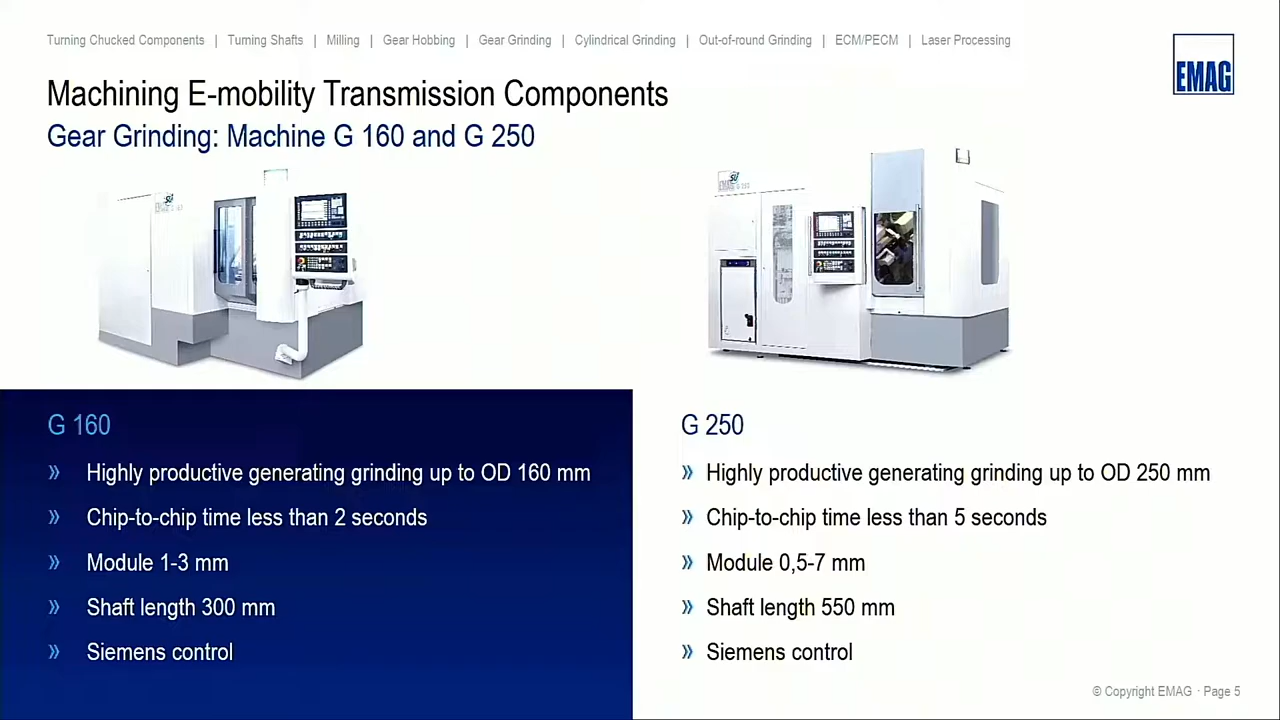 Turning Chucked Components | Turning Shafts | Milling | Gear Hobbing | Gear Grinding | Cylindrical Grinding | Out-of-round Grinding | ECM/PECM | Laser Processing
EMAG
Machining E-mobility Transmission Components
Gear Grinding: Machine G 160 and G 250
G 160
» Highly productive generating grinding up to OD 160 mm
» Chip-to-chip time less than 2 seconds
» Module 1-3 mm
» Shaft length 300 mm
» Siemens control
G 250
» Highly productive generating grinding up to OD 250 mm
» Chip-to-chip time less than 5 seconds
» Module 0,5-7 mm
» Shaft length 550 mm
» Siemens control
© Copyright EMAG · Page 5